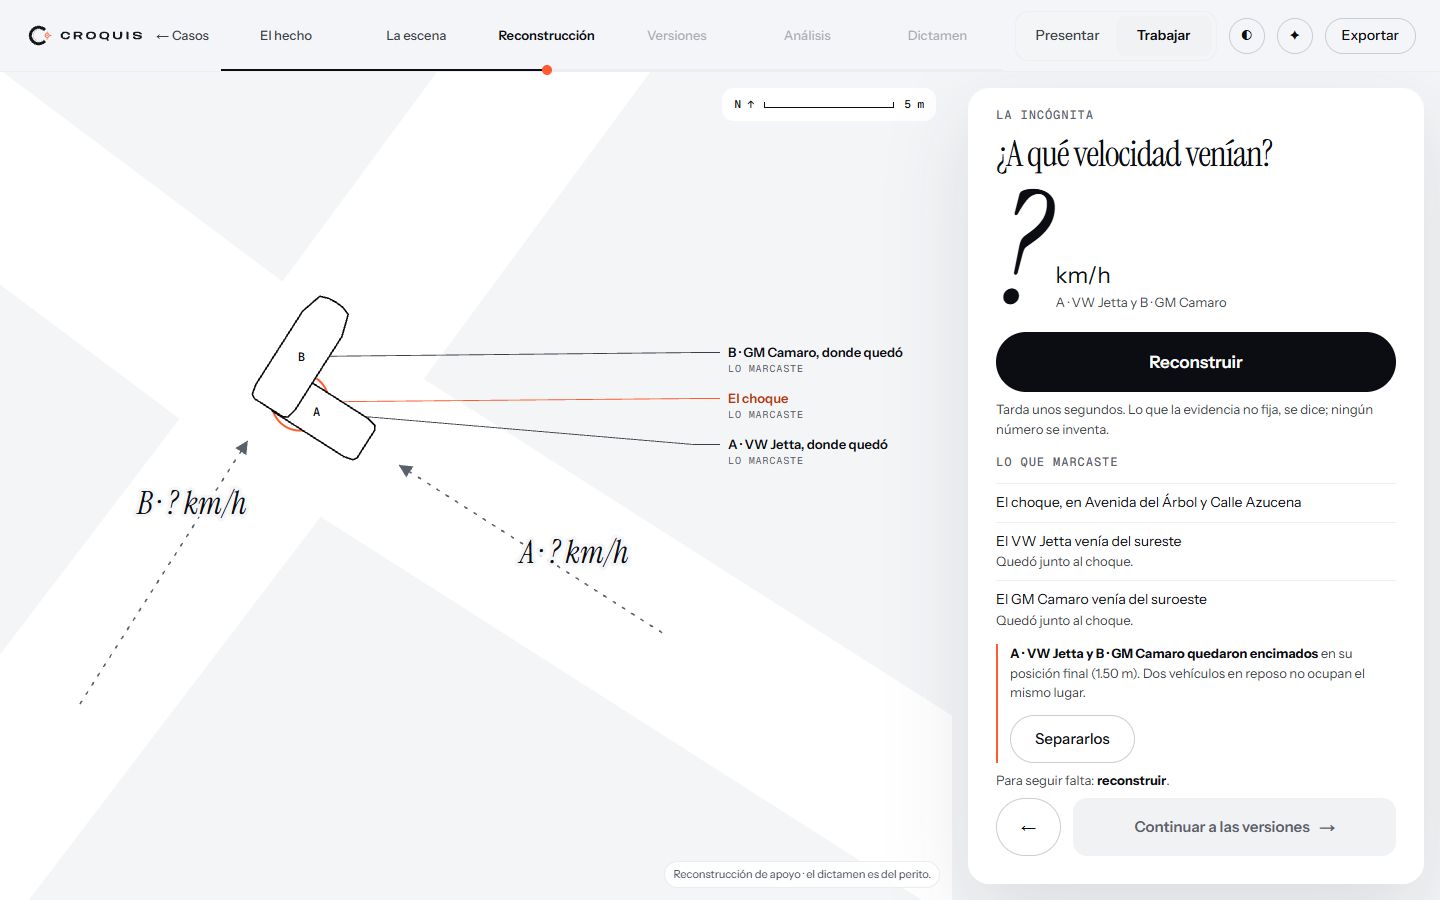 CROQUIS
← Casos
El hecho
La escena
Reconstrucción
Versiones
Análisis
Dictamen
Presentar
Trabajar
Exportar
N ↑
5 m
B · GM Camaro, donde quedó
LO MARCASTE
El choque
LO MARCASTE
A · VW Jetta, donde quedó
LO MARCASTE
B
A
B · ? km/h
A · ? km/h
Reconstrucción de apoyo · el dictamen es del perito.
LA INCÓGNITA
¿A qué velocidad venían?
?
km/h
A · VW Jetta y B · GM Camaro
Reconstruir
Tarda unos segundos. Lo que la evidencia no fija, se dice; ningún
número se inventa.
LO QUE MARCASTE
El choque, en Avenida del Árbol y Calle Azucena
El VW Jetta venía del sureste
Quedó junto al choque.
El GM Camaro venía del suroeste
Quedó junto al choque.
A · VW Jetta y B · GM Camaro quedaron encimados en su
posición final (1.50 m). Dos vehículos en reposo no ocupan el
mismo lugar.
Separarlos
Para seguir falta: reconstruir.
←
Continuar a las versiones →